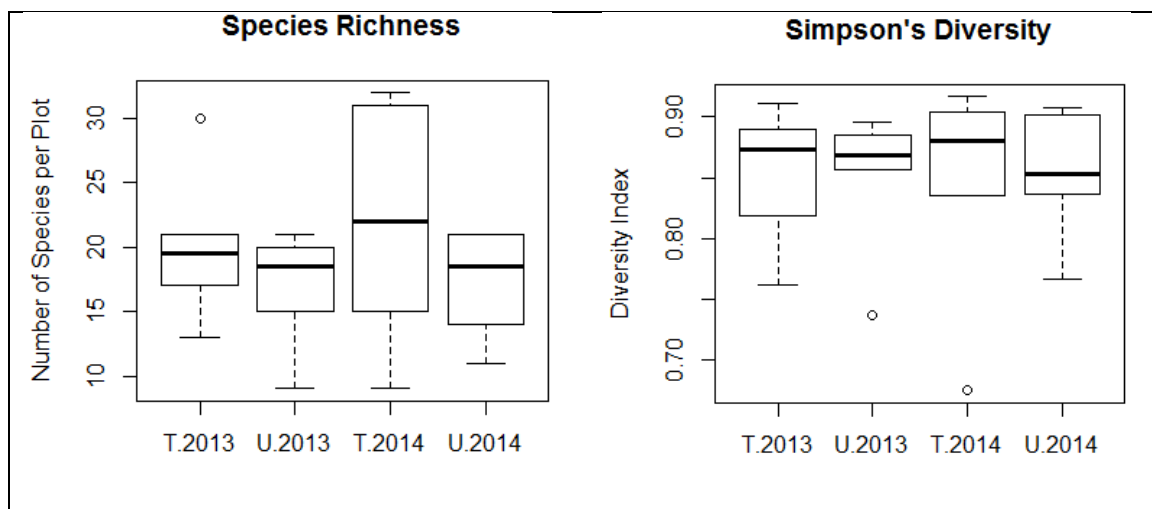 Species Richness
Number of Species per Plot
30
25
20
15
10
T.2013 U.2013 T.2014 U.2014
Simpson's Diversity
Diversity Index
0.90
0.80
0.70
T.2013 U.2013 T.2014 U.2014